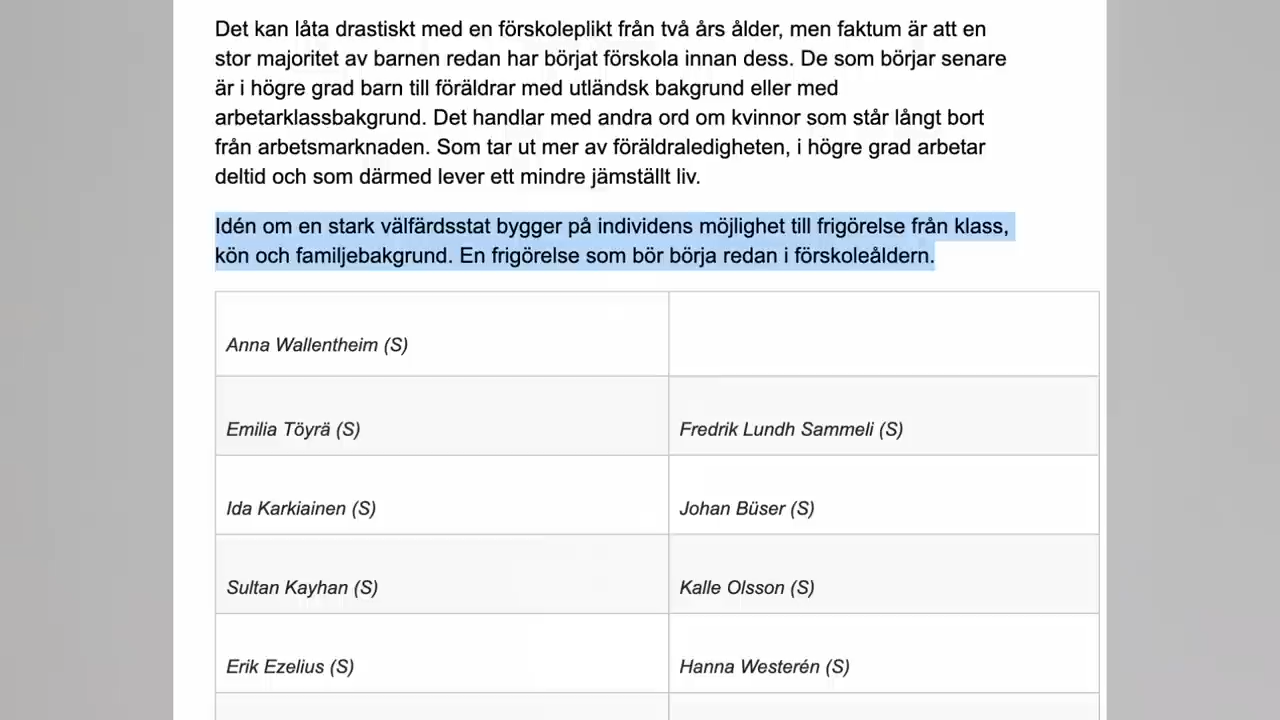 Det kan låta drastiskt med en förskoleplikt från två års ålder, men faktum är att en
stor majoritet av barnen redan har börjat förskola innan dess. De som börjar senare
är i högre grad barn till föräldrar med utländsk bakgrund eller med
arbetarklassbakgrund. Det handlar med andra ord om kvinnor som står långt bort
från arbetsmarknaden. Som tar ut mer av föräldraledigheten, i högre grad arbetar
deltid och som därmed lever ett mindre jämställt liv.
Idén om en stark välfärdsstat bygger på individens möjlighet till frigörelse från klass,
kön och familjebakgrund. En frigörelse som bör börja redan i förskoleåldern.
Anna Wallentheim (S)
Emilia Töyrä (S)
Fredrik Lundh Sammeli (S)
Ida Karkiainen (S)
Johan Büser (S)
Sultan Kayhan (S)
Kalle Olsson (S)
Erik Ezelius (S)
Hanna Westerén (S)